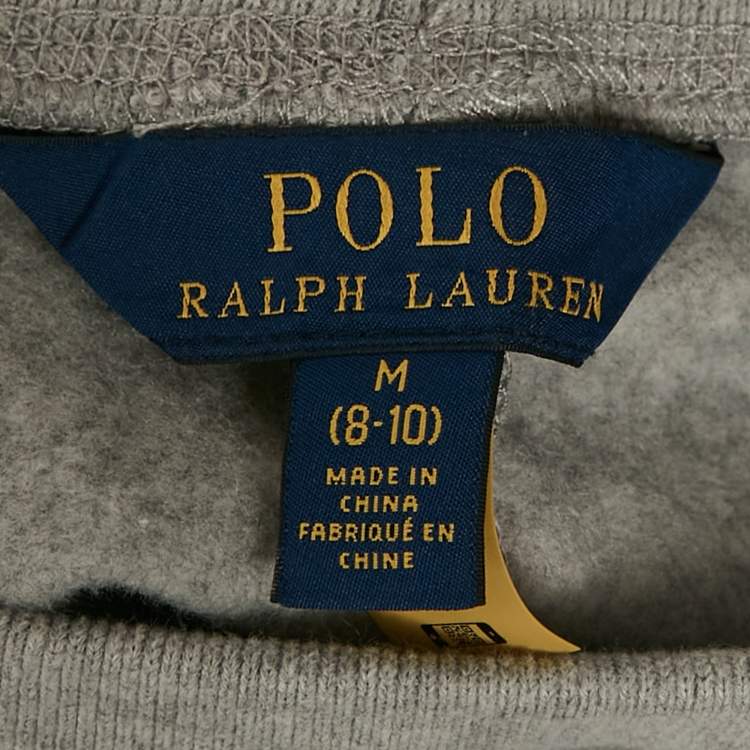 POLO
RALPH LAUREN
M
(8-10)
MADE IN
CHINA
FABRIQUÉ EN
CHINE